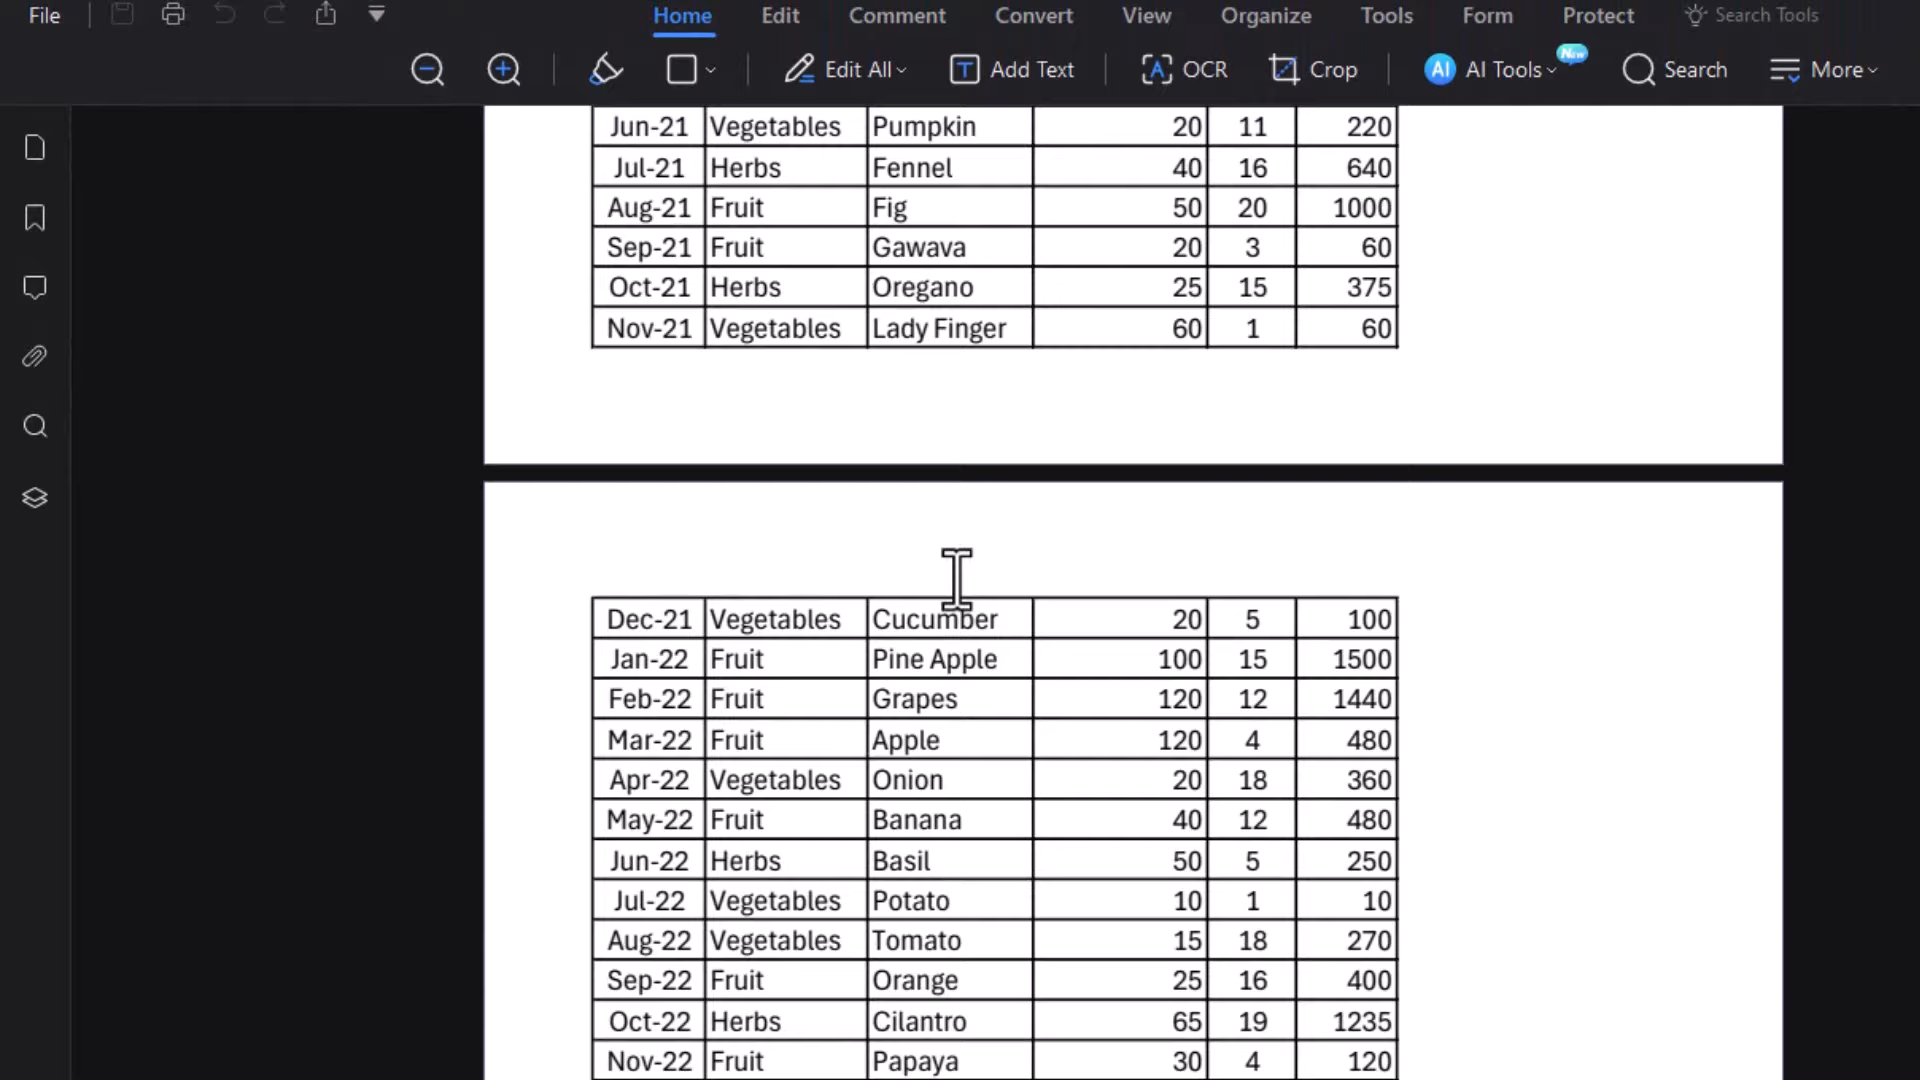 File Home Edit Comment Convert View Organize Tools Form Protect Search Tools
Edit All T Add Text A OCR Crop AI AI Tools New Search More
Jun-21 Vegetables Pumpkin 20 11 220
Jul-21 Herbs Fennel 40 16 640
Aug-21 Fruit Fig 50 20 1000
Sep-21 Fruit Gawava 20 3 60
Oct-21 Herbs Oregano 25 15 375
Nov-21 Vegetables Lady Finger 60 1 60
Dec-21 Vegetables Cucumber 20 5 100
Jan-22 Fruit Pine Apple 100 15 1500
Feb-22 Fruit Grapes 120 12 1440
Mar-22 Fruit Apple 120 4 480
Apr-22 Vegetables Onion 20 18 360
May-22 Fruit Banana 40 12 480
Jun-22 Herbs Basil 50 5 250
Jul-22 Vegetables Potato 10 1 10
Aug-22 Vegetables Tomato 15 18 270
Sep-22 Fruit Orange 25 16 400
Oct-22 Herbs Cilantro 65 19 1235
Nov-22 Fruit Papaya 30 4 120